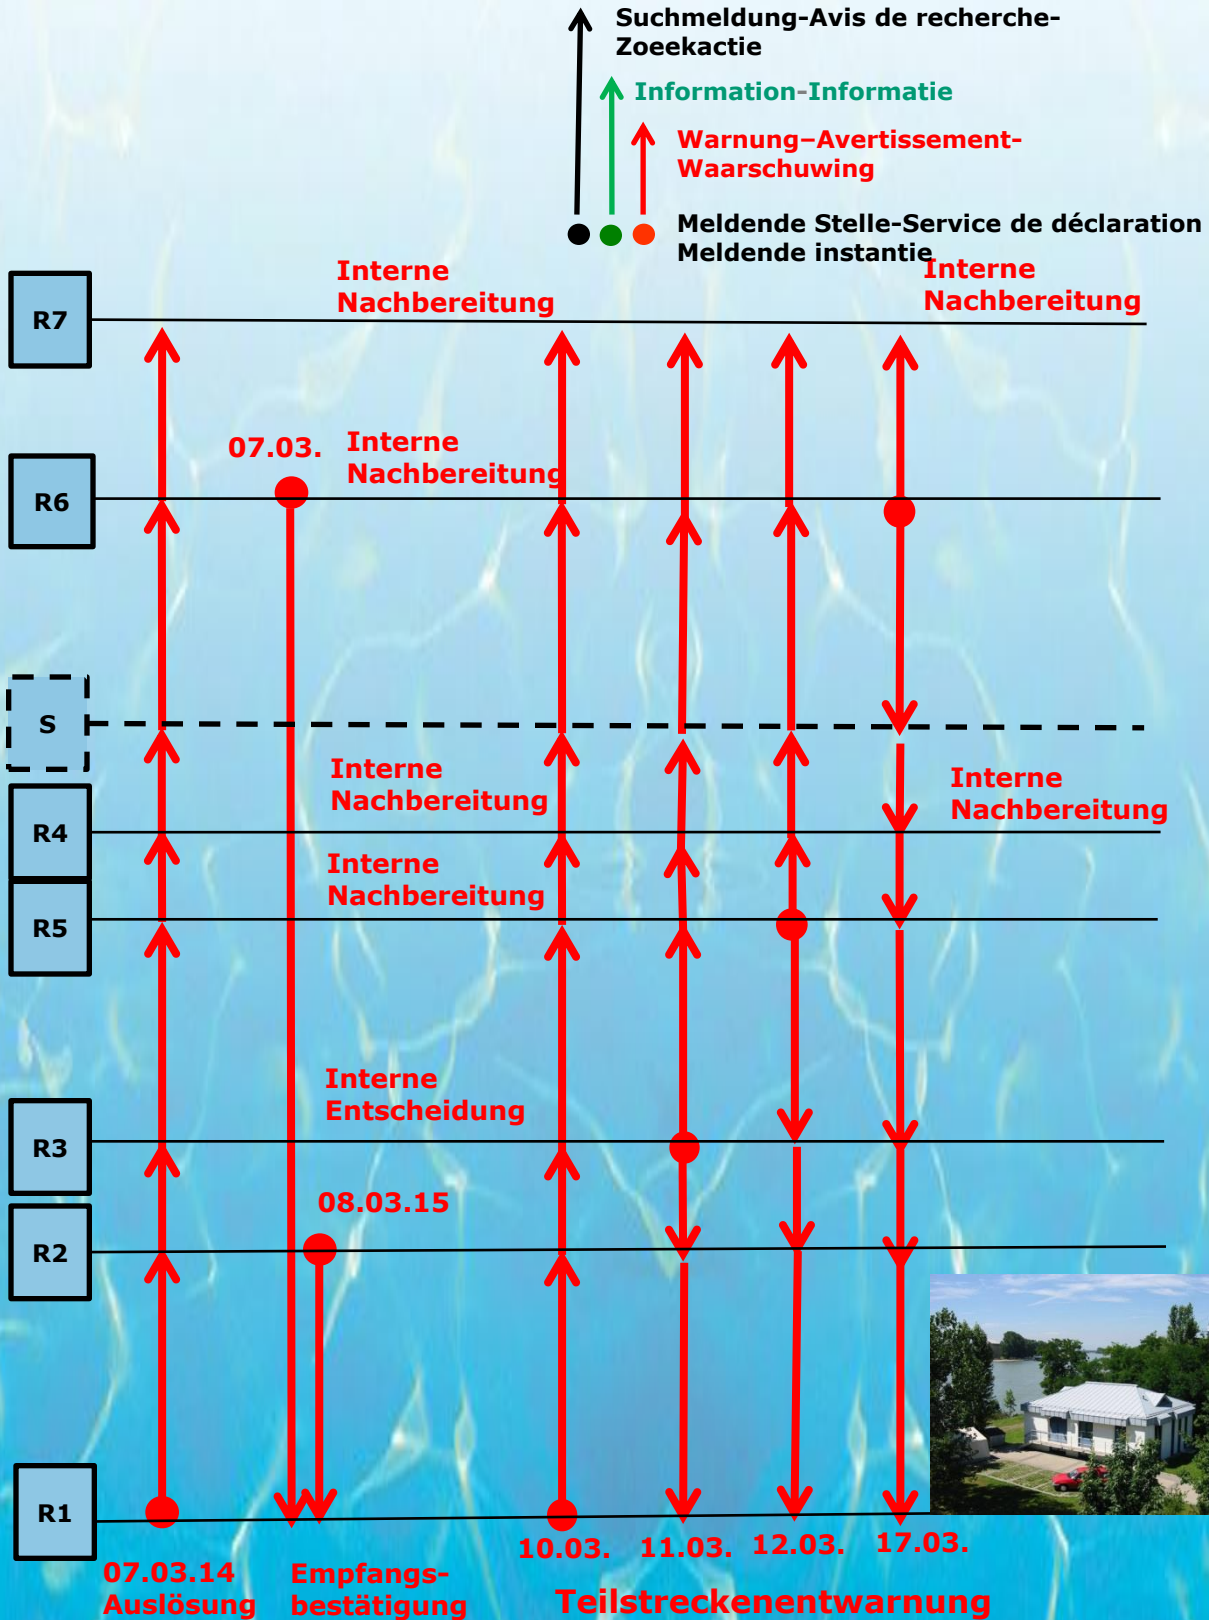 Suchmeldung-Avis de recherche-
Zoeekactie
Information-Informatie
Warnung–Avertissement-
Waarschuwing
Meldende Stelle-Service de déclaration
Meldende instantie
Interne
Nachbereitung
Interne
Nachbereitung
R7
07.03.
Interne
Nachbereitung
R6
S
Interne
Nachbereitung
Interne
Nachbereitung
R4
Interne
Nachbereitung
R5
Interne
Entscheidung
R3
08.03.15
R2
R1
10.03.
11.03.
12.03.
17.03.
07.03.14
Auslösung
Empfangs-
bestätigung
Teilstreckenentwarnung